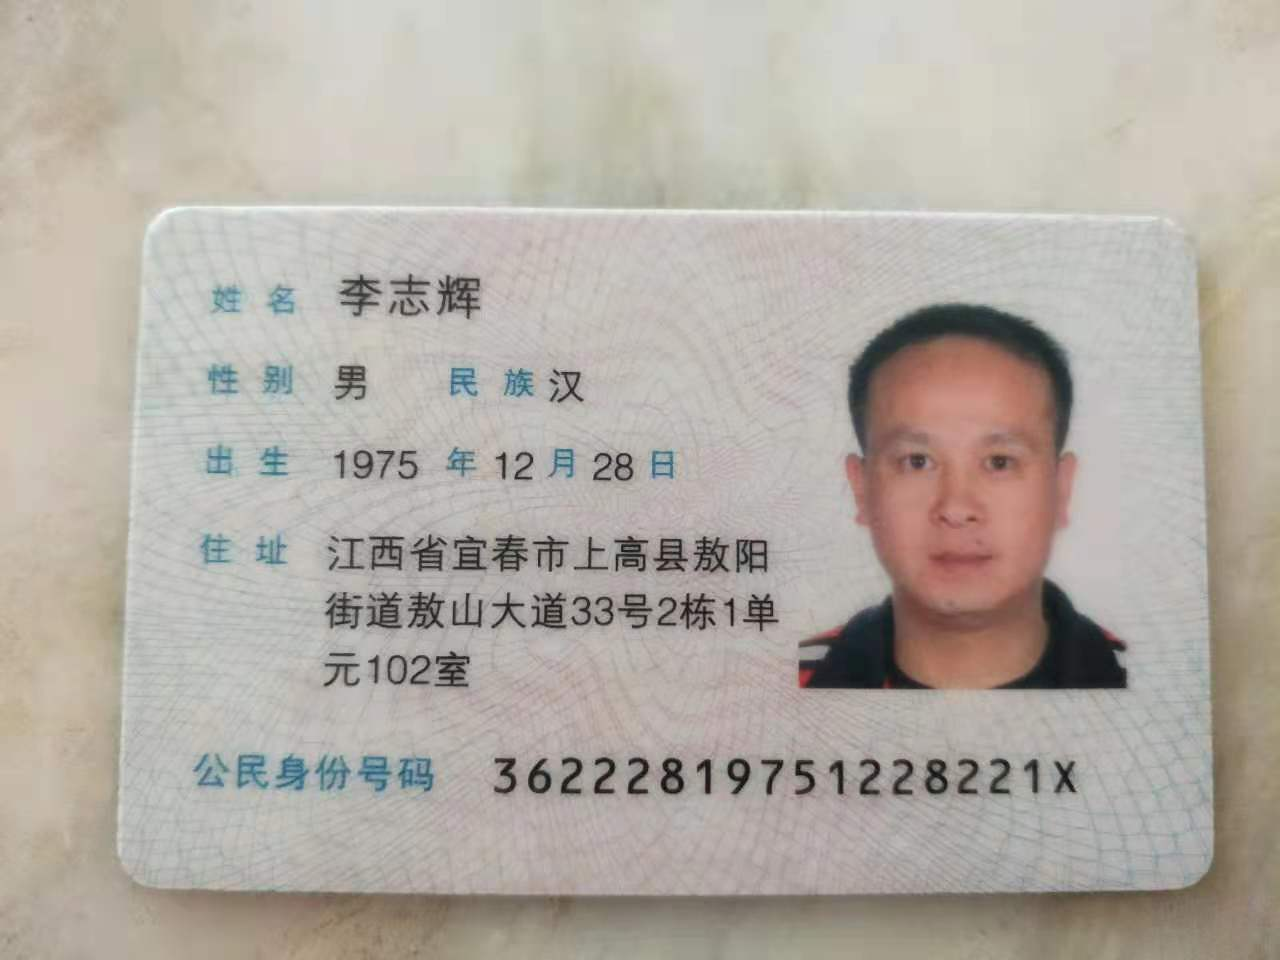 姓名 李志辉
性别 男 民族 汉
出生 1975 年 12 月 28 日
住址 江西省宜春市上高县敖阳
街道敖山大道33号2栋1单
元102室
公民身份号码 36222819751228221X